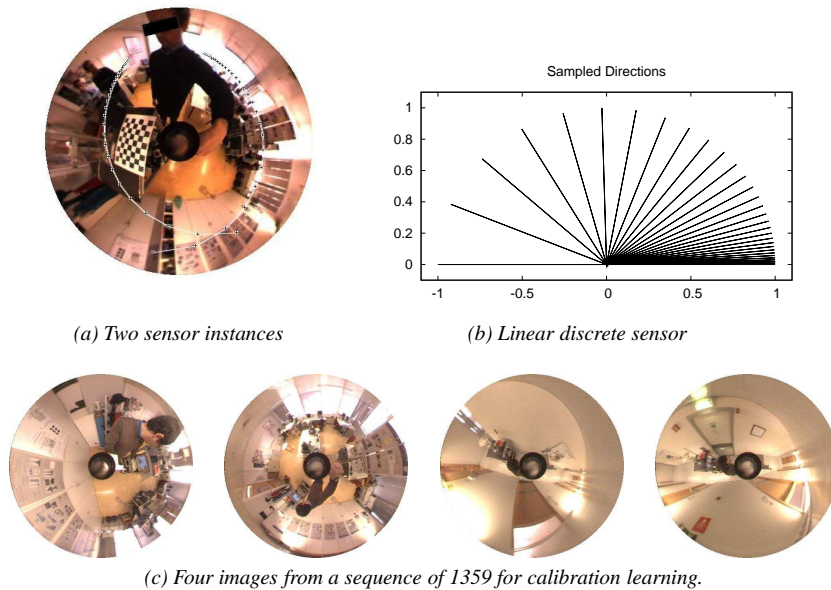 Sampled Directions
1
0.8
0.6
0.4
0.2
0
-1 -0.5 0 0.5 1
(a) Two sensor instances (b) Linear discrete sensor
(c) Four images from a sequence of 1359 for calibration learning.